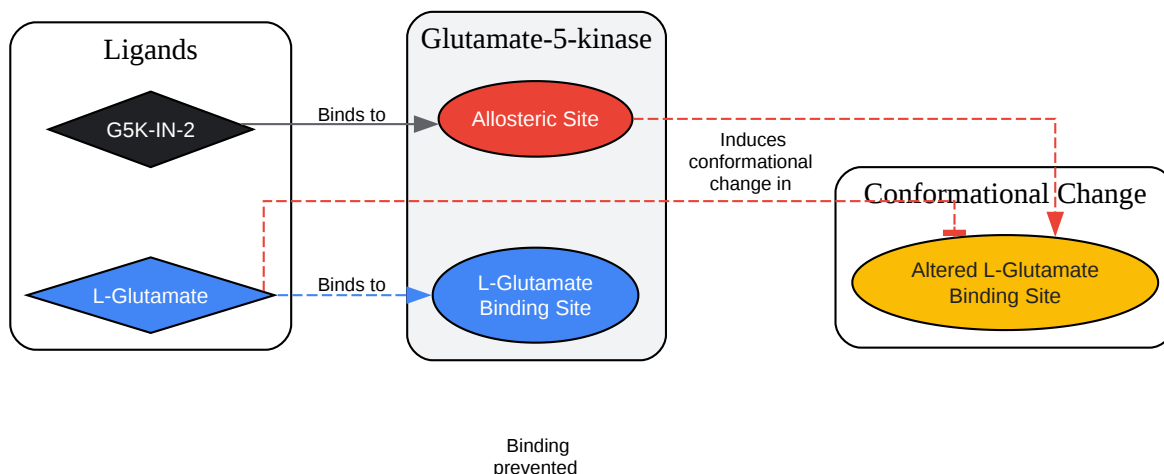 Ligands
Glutamate-5-kinase
G5K-IN-2
Binds to
Allosteric Site
Induces
conformational
change in
Conformational Change
L-Glutamate
Binds to
L-Glutamate
Binding Site
Altered L-Glutamate
Binding Site
Binding
prevented